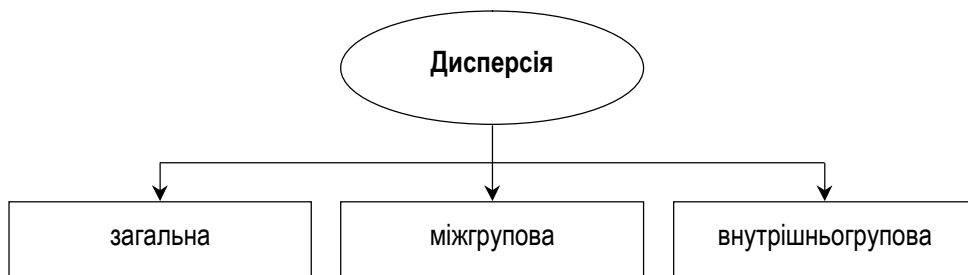 Дисперсія
загальна
міжгрупова
внутрішньогрупова